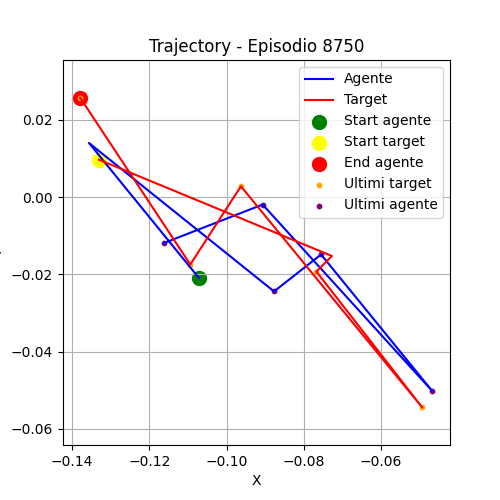 Trajectory - Episodio 8750
Agente
Target
Start agente
Start target
End agente
Ultimi target
Ultimi agente
0.02
0.00
−0.02
−0.04
−0.06
−0.14
−0.12
−0.10
−0.08
−0.06
X